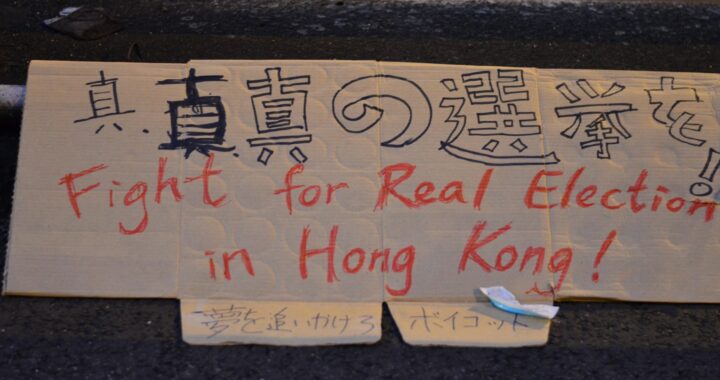 真、真、真の選挙を!
Fight for Real Election
in Hong Kong!
夢を追いかけろ ボイコット